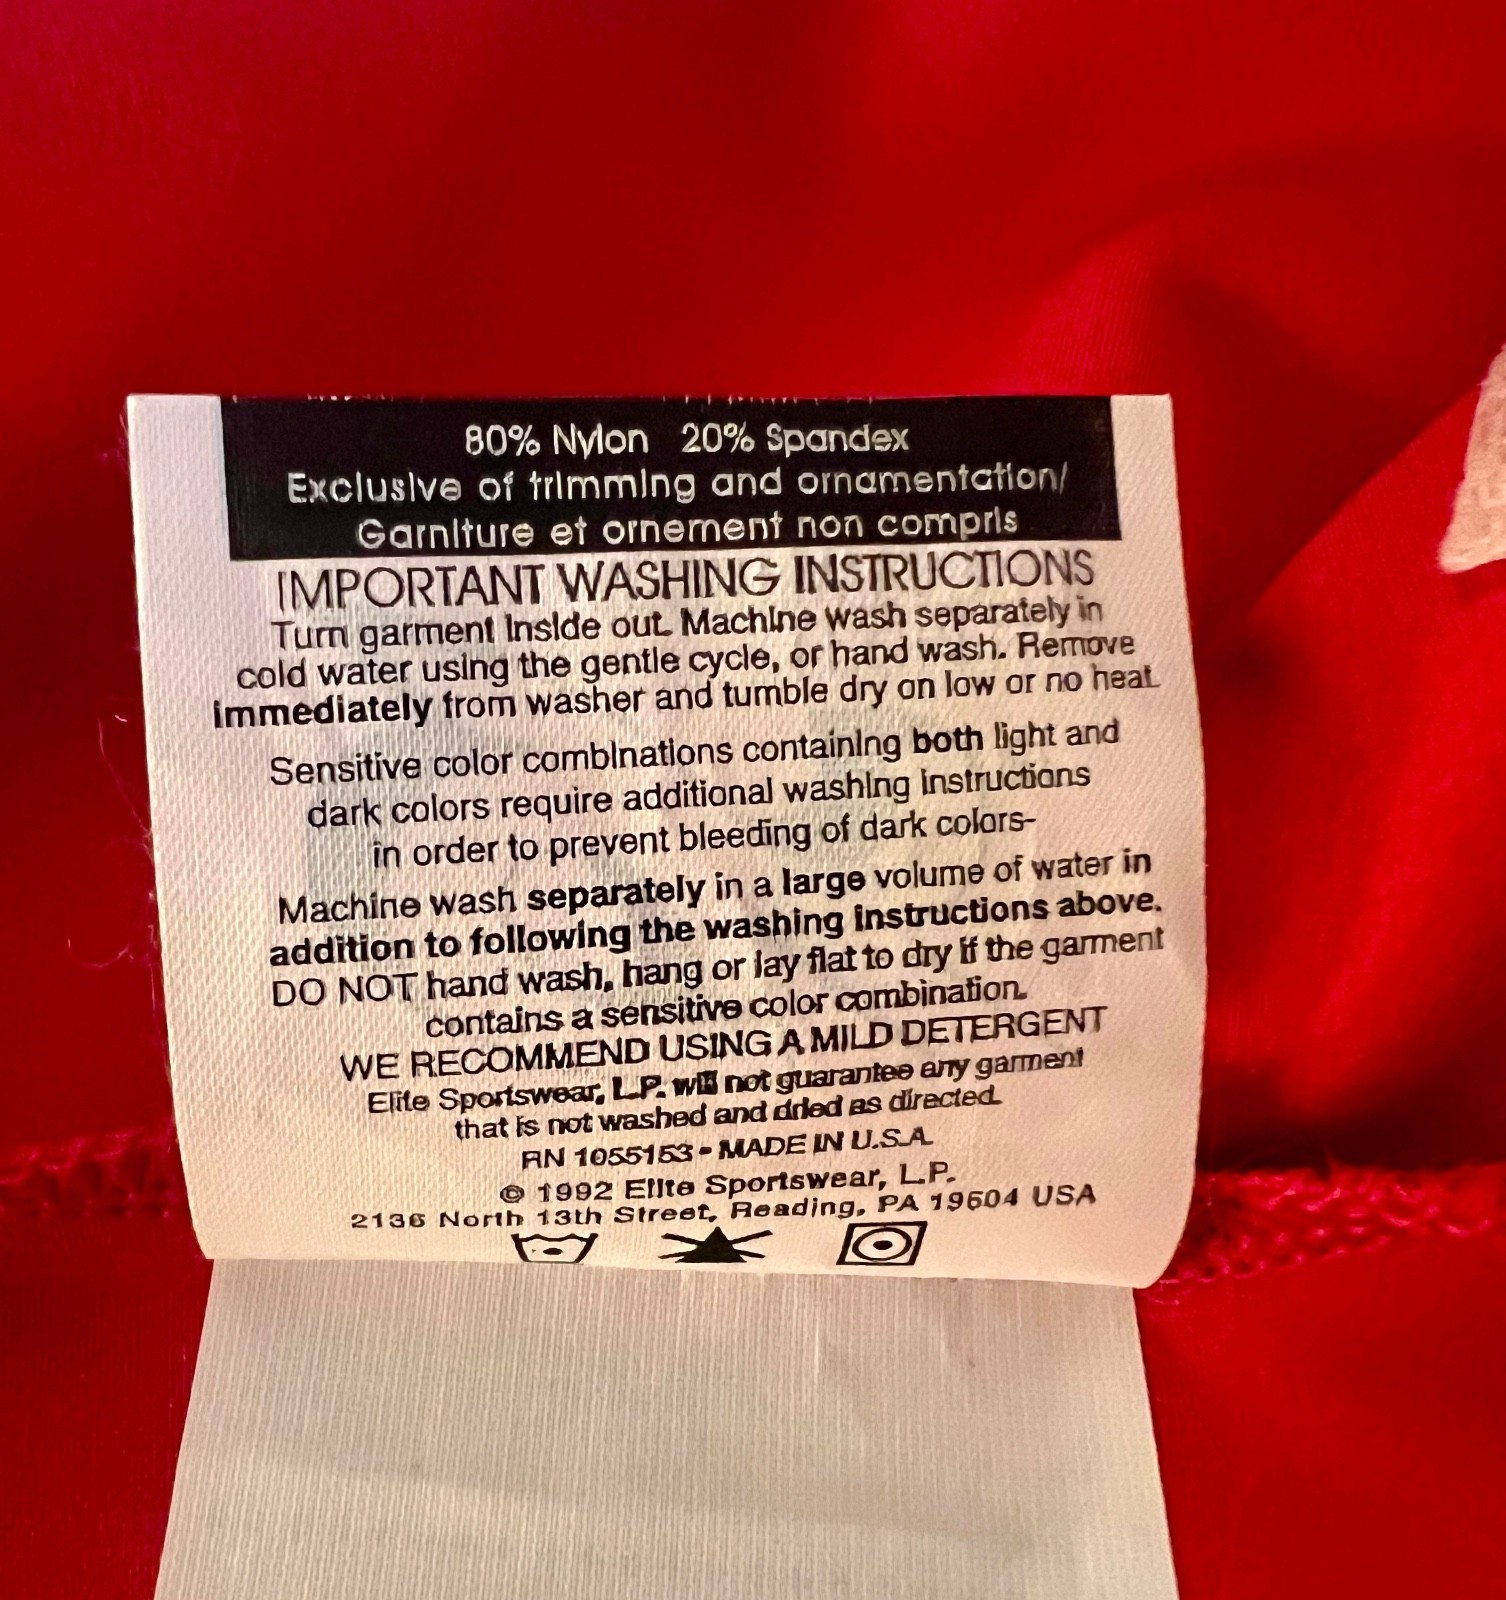 80% Nylon 20% Spandex
Exclusive of trimming and ornamentation/
Garniture et ornement non compris
IMPORTANT WASHING INSTRUCTIONS
Turn garment inside out. Machine wash separately in
cold water using the gentle cycle, or hand wash. Remove
immediately from washer and tumble dry on low or no heat.
Sensitive color combinations containing both light and
dark colors require additional washing instructions
in order to prevent bleeding of dark colors-
Machine wash separately in a large volume of water in
addition to following the washing instructions above.
DO NOT hand wash, hang or lay flat to dry if the garment
contains a sensitive color combination.
WE RECOMMEND USING A MILD DETERGENT
Elite Sportswear, L.P. will not guarantee any garment
that is not washed and dried as directed.
RN 1055153 • MADE IN U.S.A.
© 1992 Elite Sportswear, L.P.
2136 North 13th Street, Reading, PA 19604 USA